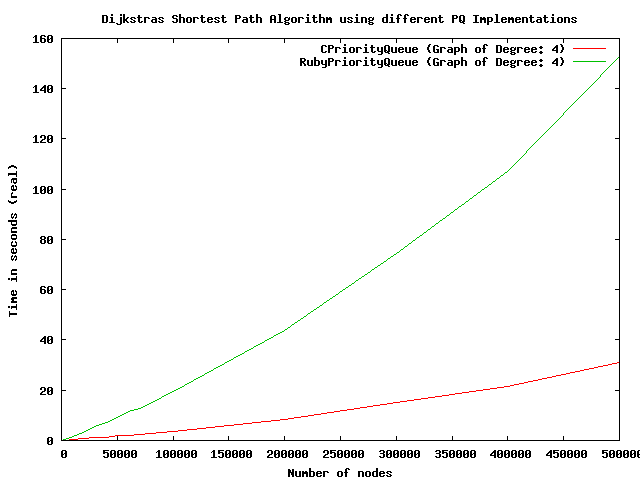 Dijkstras Shortest Path Algorithm using different PQ Implementations
CPriorityQueue (Graph of Degree: 4)
RubyPriorityQueue (Graph of Degree: 4)
160
140
120
100
80
60
40
20
0
Time in seconds (real)
0 50000 100000 150000 200000 250000 300000 350000 400000 450000 500000
Number of nodes